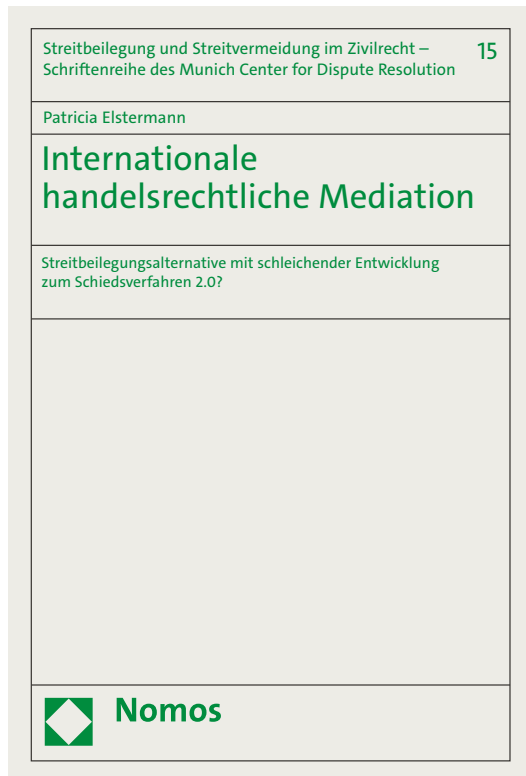 Streitbeilegung und Streitvermeidung im Zivilrecht –
Schriftenreihe des Munich Center for Dispute Resolution
15
Patricia Elstermann
Internationale
handelsrechtliche Mediation
Streitbeilegungsalternative mit schleichender Entwicklung
zum Schiedsverfahren 2.0?
Nomos